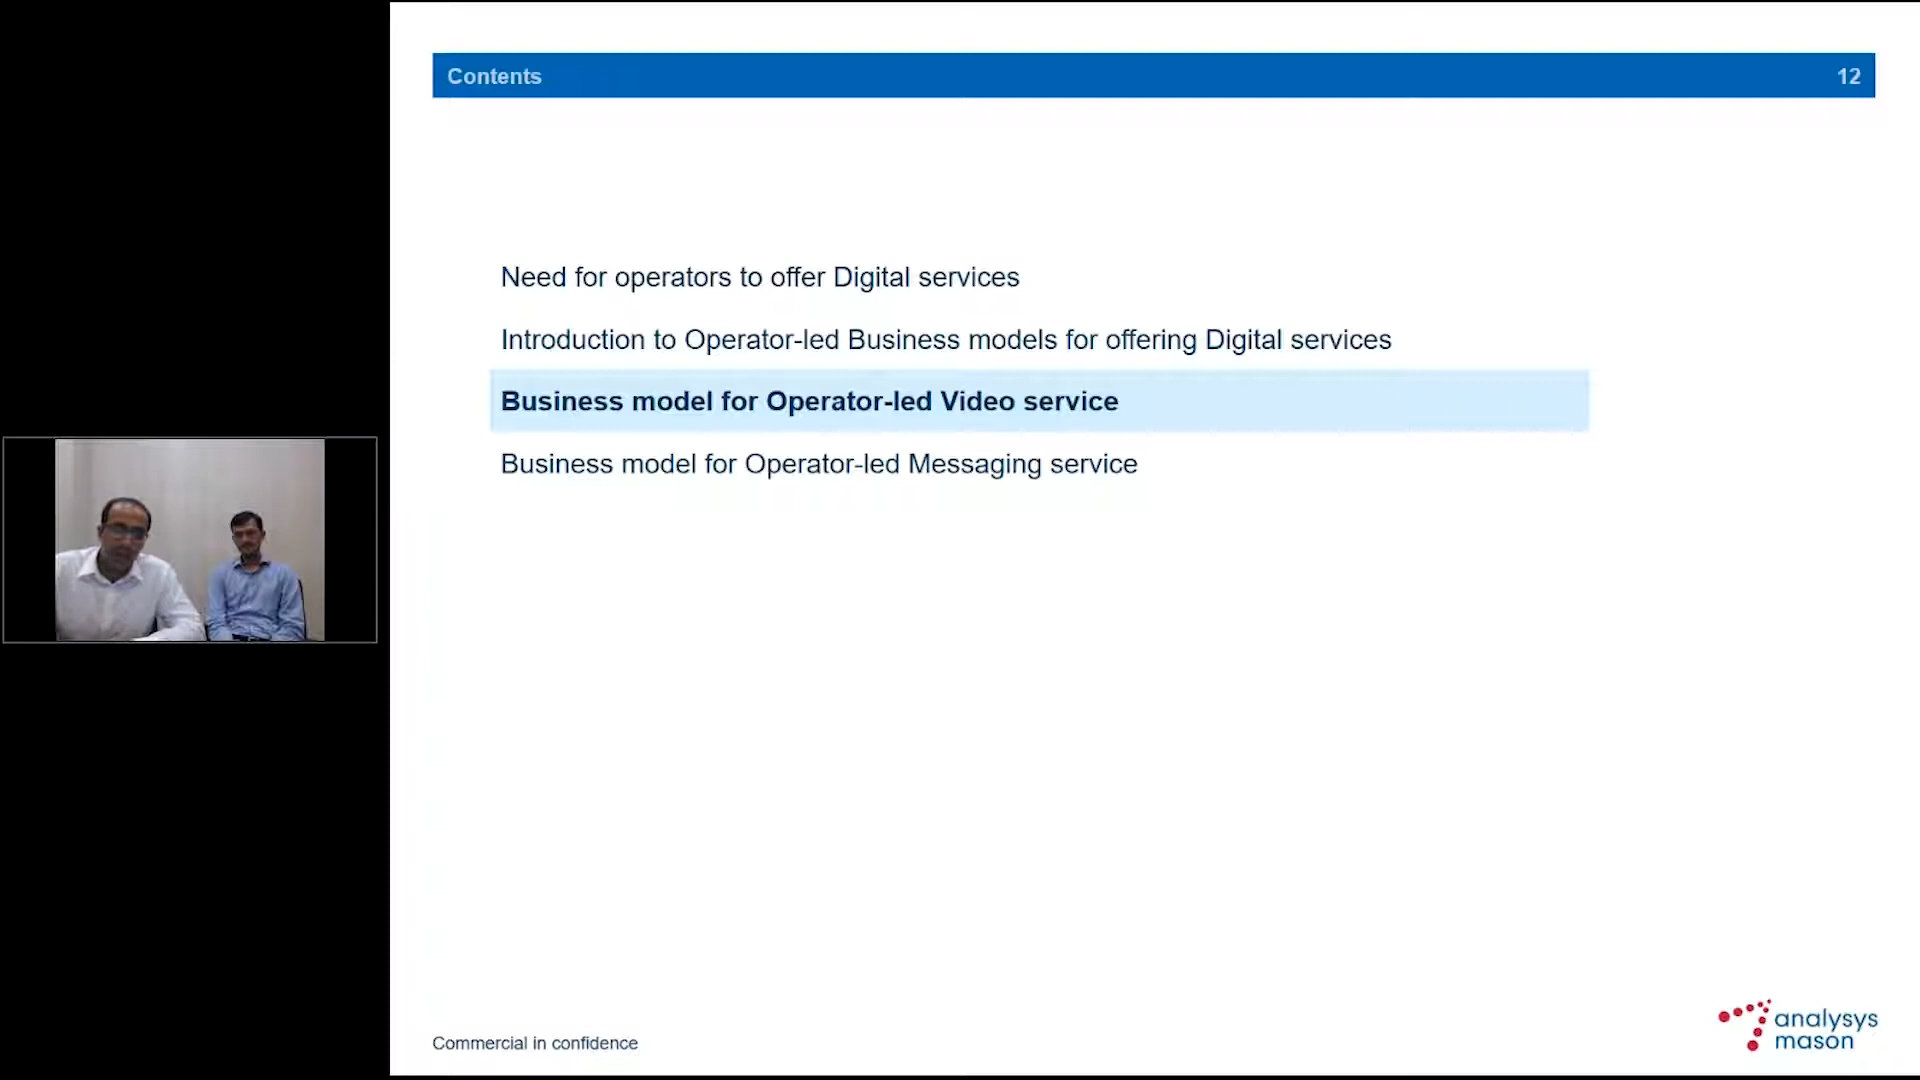 Contents
12
Need for operators to offer Digital services
Introduction to Operator-led Business models for offering Digital services
Business model for Operator-led Video service
Business model for Operator-led Messaging service
Commercial in confidence
analysys
mason